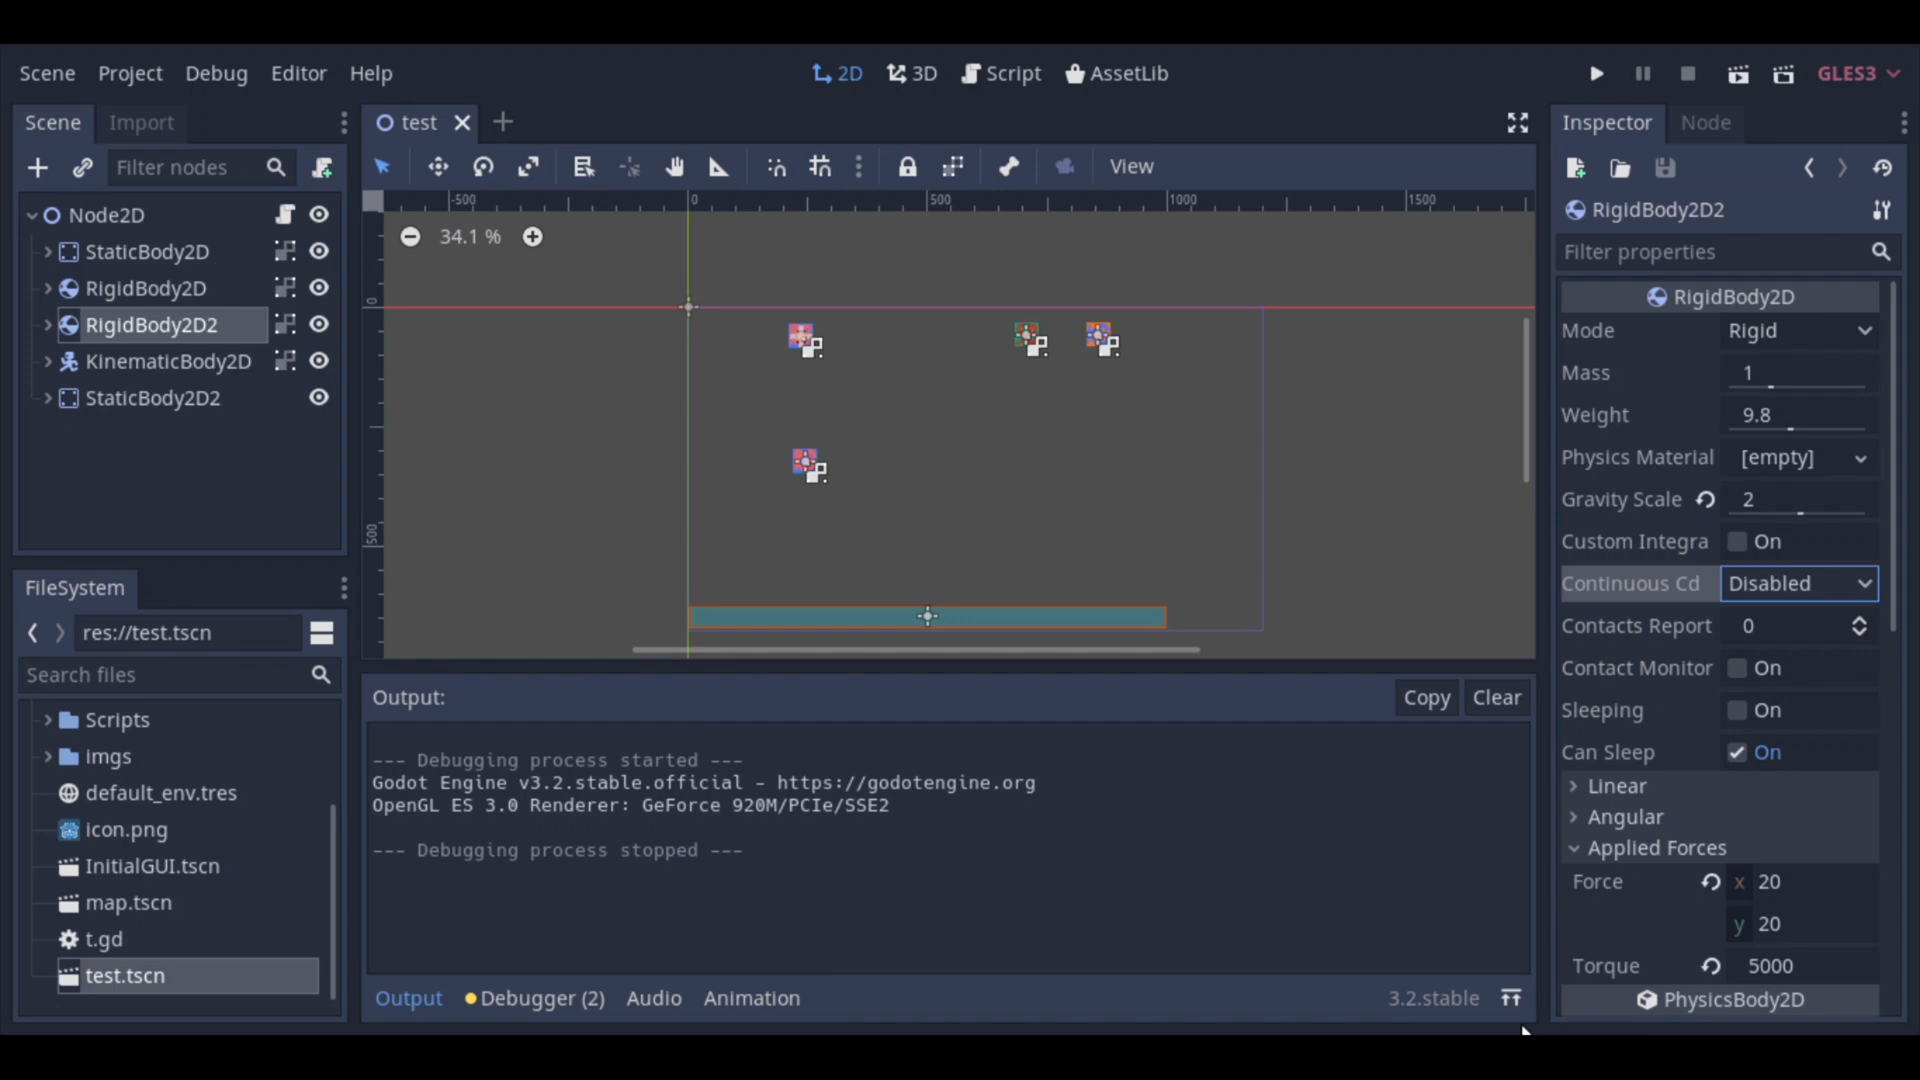 Scene Project Debug Editor Help 2D 3D Script AssetLib GLES3
Scene Import
Filter nodes
Node2D
StaticBody2D
RigidBody2D
RigidBody2D2
KinematicBody2D
StaticBody2D2
FileSystem
res://test.tscn
Search files
Scripts
imgs
default_env.tres
icon.png
InitialGUI.tscn
map.tscn
t.gd
test.tscn
test
View
-500 0 500 1000 1500
34.1 %
0
500
Output: Copy Clear
--- Debugging process started ---
Godot Engine v3.2.stable.official - https://godotengine.org
OpenGL ES 3.0 Renderer: GeForce 920M/PCIe/SSE2
--- Debugging process stopped ---
Output Debugger (2) Audio Animation 3.2.stable
Inspector Node
RigidBody2D2
Filter properties
RigidBody2D
Mode Rigid
Mass 1
Weight 9.8
Physics Material [empty]
Gravity Scale 2
Custom Integra On
Continuous Cd Disabled
Contacts Report 0
Contact Monitor On
Sleeping On
Can Sleep On
Linear
Angular
Applied Forces
Force x 20
y 20
Torque 5000
PhysicsBody2D